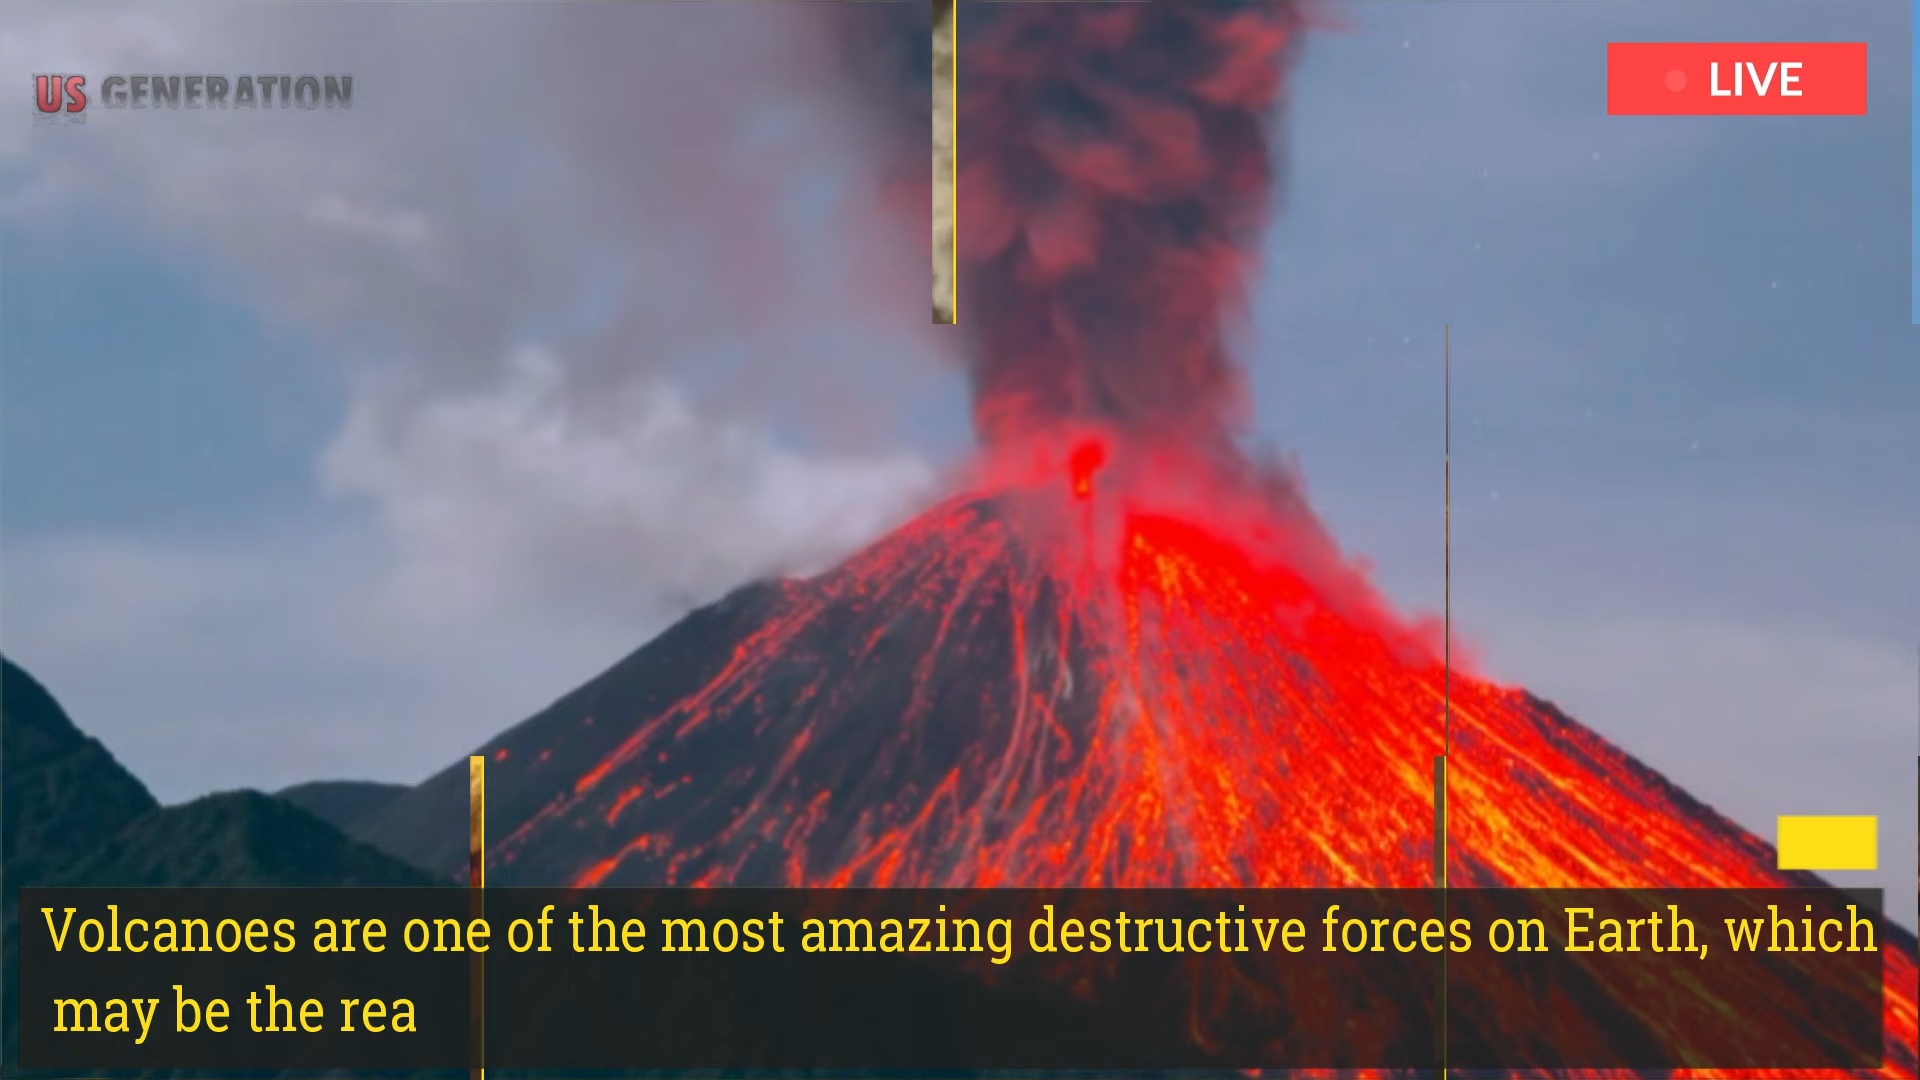 US GENERATION
LIVE
Volcanoes are one of the most amazing destructive forces on Earth, which
may be the rea